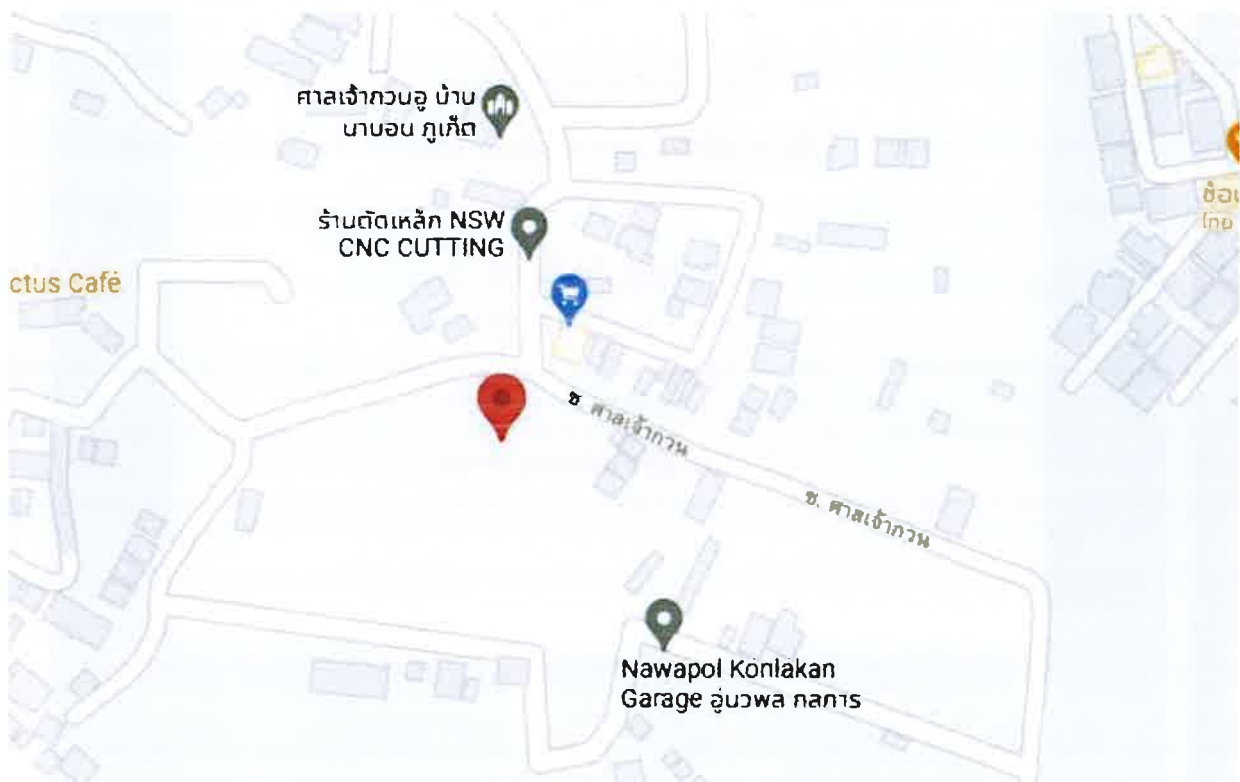 ศาลเจ้ากวนอู บ้าน
นาบอน ภูเก็ต
ร้านตัดเหล็ก NSW
CNC CUTTING
ctus Café
ซ. ศาลเจ้ากวน
ซ. ศาลเจ้ากวน
Nawapol Konlakan
Garage อู่นวพล กลการ